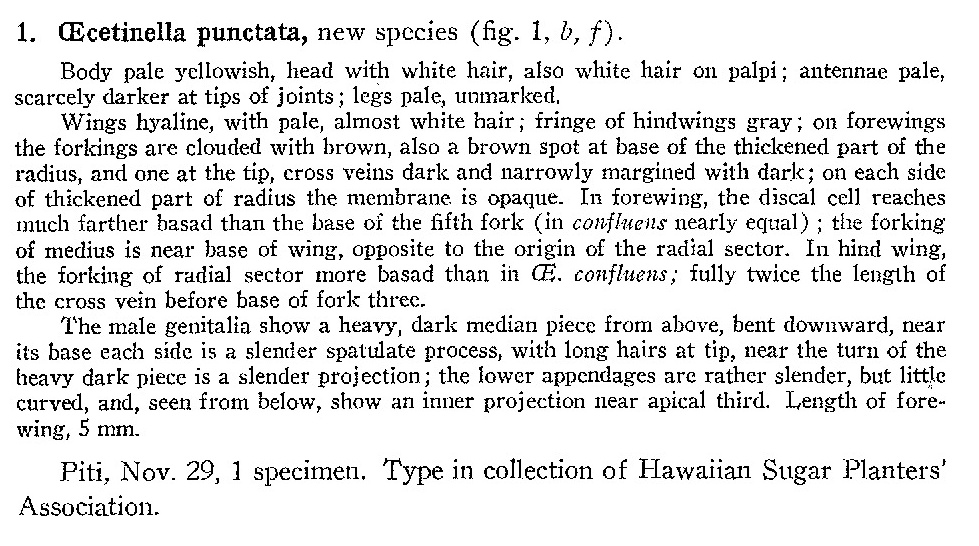 1. Œcetinella punctata, new species (fig. 1, b, f).
Body pale yellowish, head with white hair, also white hair on palpi; antennae pale,
scarcely darker at tips of joints; legs pale, unmarked.
Wings hyaline, with pale, almost white hair; fringe of hindwings gray; on forewings
the forkings are clouded with brown, also a brown spot at base of the thickened part of the
radius, and one at the tip, cross veins dark and narrowly margined with dark; on each side
of thickened part of radius the membrane is opaque. In forewing, the discal cell reaches
much farther basad than the base of the fifth fork (in confluens nearly equal); the forking
of medius is near base of wing, opposite to the origin of the radial sector. In hind wing,
the forking of radial sector more basad than in Œ. confluens; fully twice the length of
the cross vein before base of fork three.
The male genitalia show a heavy, dark median piece from above, bent downward, near
its base each side is a slender spatulate process, with long hairs at tip, near the turn of the
heavy dark piece is a slender projection; the lower appendages are rather slender, but little
curved, and, seen from below, show an inner projection near apical third. Length of fore-
wing, 5 mm.
Piti, Nov. 29, 1 specimen. Type in collection of Hawaiian Sugar Planters'
Association.